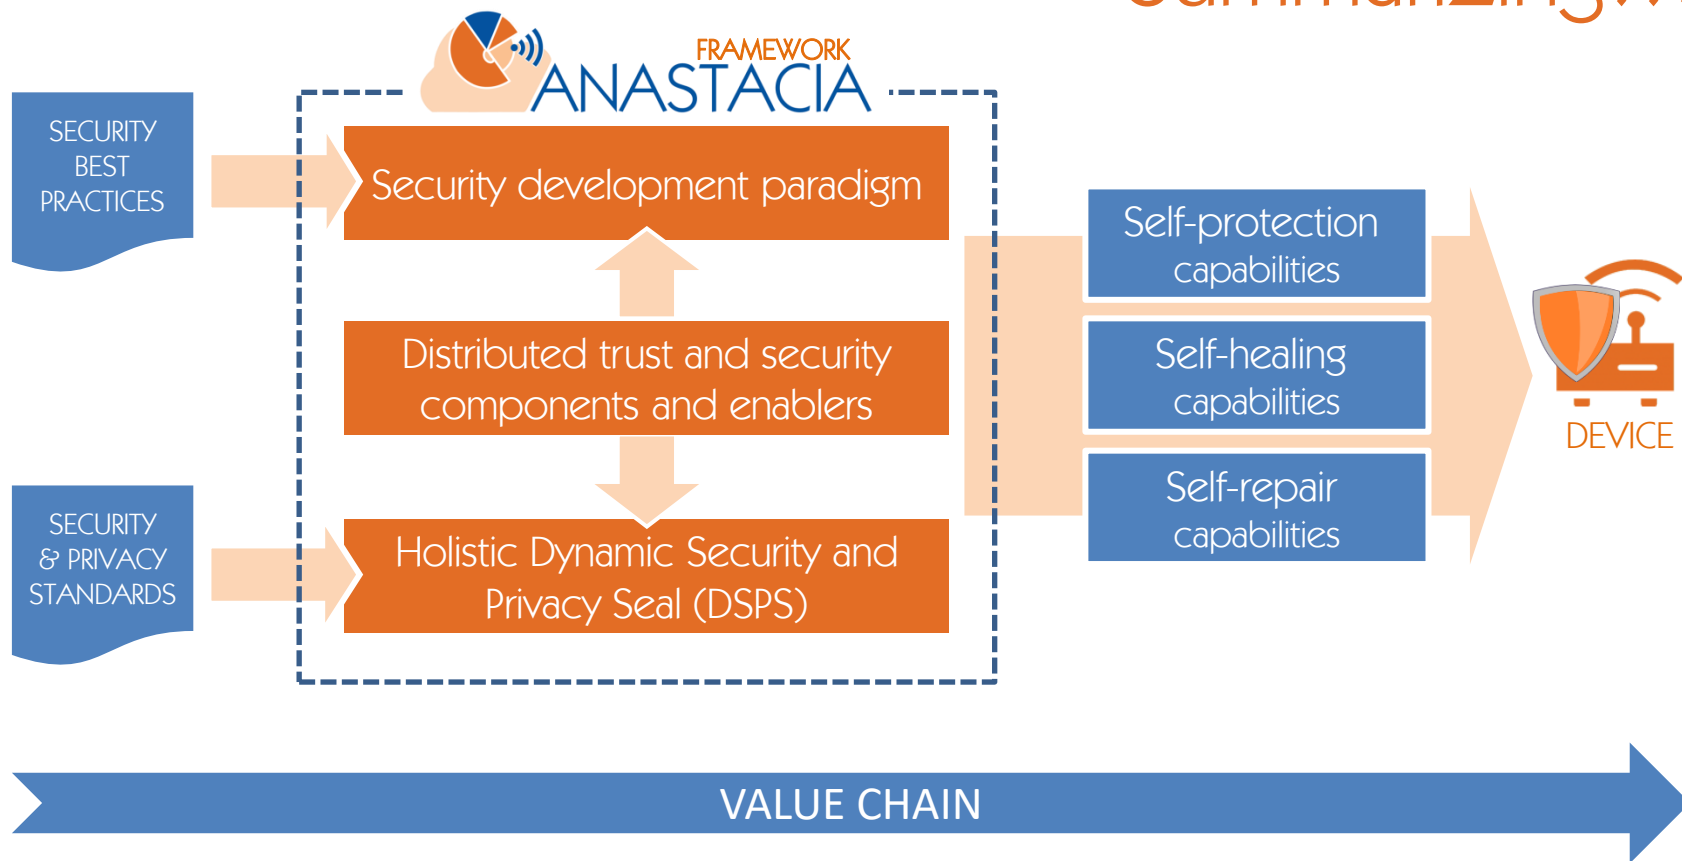 FRAMEWORK
ANASTACIA
SECURITY
BEST
PRACTICES
Security development paradigm
Distributed trust and security
components and enablers
SECURITY
& PRIVACY
STANDARDS
Holistic Dynamic Security and
Privacy Seal (DSPS)
Self-protection
capabilities
Self-healing
capabilities
Self-repair
capabilities
DEVICE
VALUE CHAIN